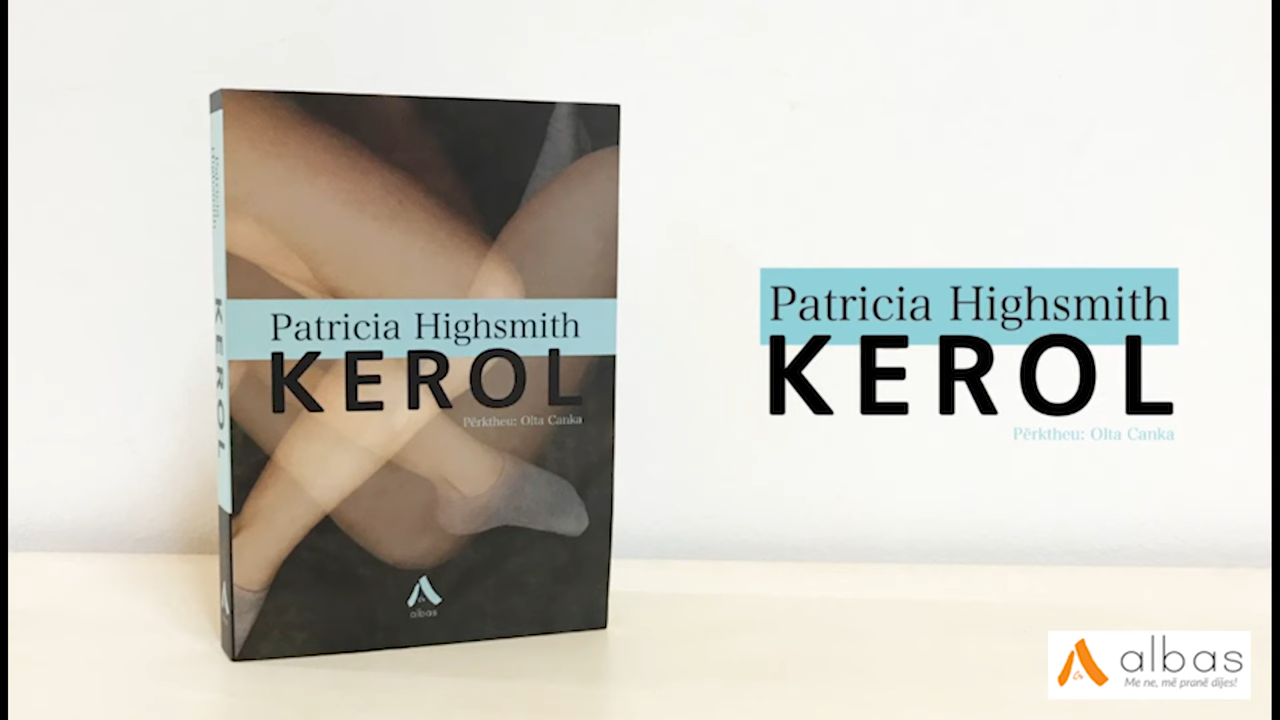 Patricia Highsmith
KEROL
Përktheu: Olta Canka
albas
KEROL
Patricia Highsmith
KEROL
Përktheu: Olta Canka
albas
Me ne, më pranë dijes!